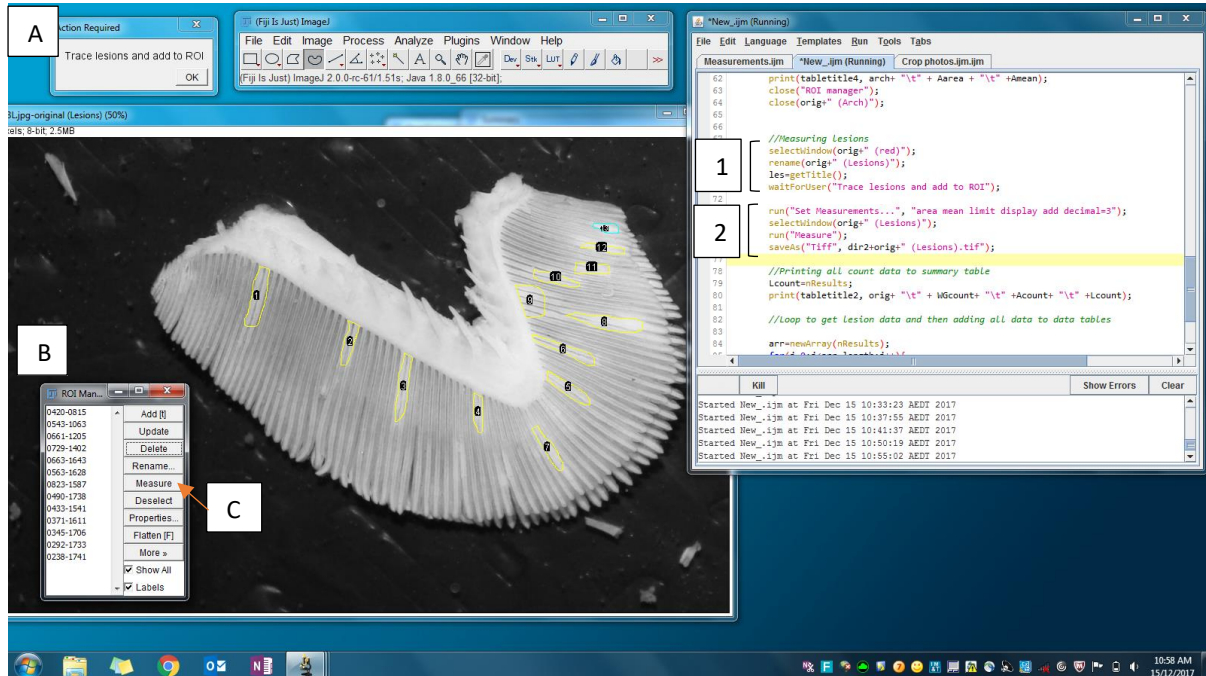 A
Action Required
Trace lesions and add to ROI
OK
(Fiji Is Just) ImageJ
File Edit Image Process Analyze Plugins Window Help
Dev Stk LUT
(Fiji Is Just) ImageJ 2.0.0-rc-61/1.51s; Java 1.8.0_66 [32-bit];
3L.jpg-original (Lesions) (50%)
els; 8-bit; 2.5MB
1
2
3
4
5
6
7
8
9
10
11
12
13
B
ROI Man...
0420-0815
0543-1063
0661-1205
0729-1402
0663-1643
0563-1628
0823-1587
0490-1738
0433-1541
0371-1611
0345-1706
0292-1733
0238-1741
Add [t]
Update
Delete
Rename...
Measure
Deselect
Properties...
Flatten [F]
More »
Show All
Labels
C
*New_.ijm (Running)
File Edit Language Templates Run Tools Tabs
Measurements.ijm *New_.ijm (Running) Crop photos.ijm.ijm
62 print(tabletitle4, arch+ "\t" + Aarea + "\t" +Amean);
63 close("ROI manager");
64 close(orig+" (Arch)");
65
66
//Measuring lesions
1
selectWindow(orig+" (red)");
rename(orig+" (Lesions)");
les=getTitle();
waitForUser("Trace lesions and add to ROI");
72
2
run("Set Measurements...", "area mean limit display add decimal=3");
selectWindow(orig+" (Lesions)");
run("Measure");
saveAs("Tiff", dir2+orig+" (Lesions).tif");
77
78 //Printing all count data to summary table
79 Lcount=nResults;
80 print(tabletitle2, orig+ "\t" + WGcount+ "\t" +Acount+ "\t" +Lcount);
81
82 //Loop to get lesion data and then adding all data to data tables
83
84 arr=newArray(nResults);
Kill
Show Errors
Clear
Started New_.ijm at Fri Dec 15 10:33:23 AEDT 2017
Started New_.ijm at Fri Dec 15 10:37:55 AEDT 2017
Started New_.ijm at Fri Dec 15 10:41:37 AEDT 2017
Started New_.ijm at Fri Dec 15 10:50:19 AEDT 2017
Started New_.ijm at Fri Dec 15 10:55:02 AEDT 2017
10:58 AM
15/12/2017